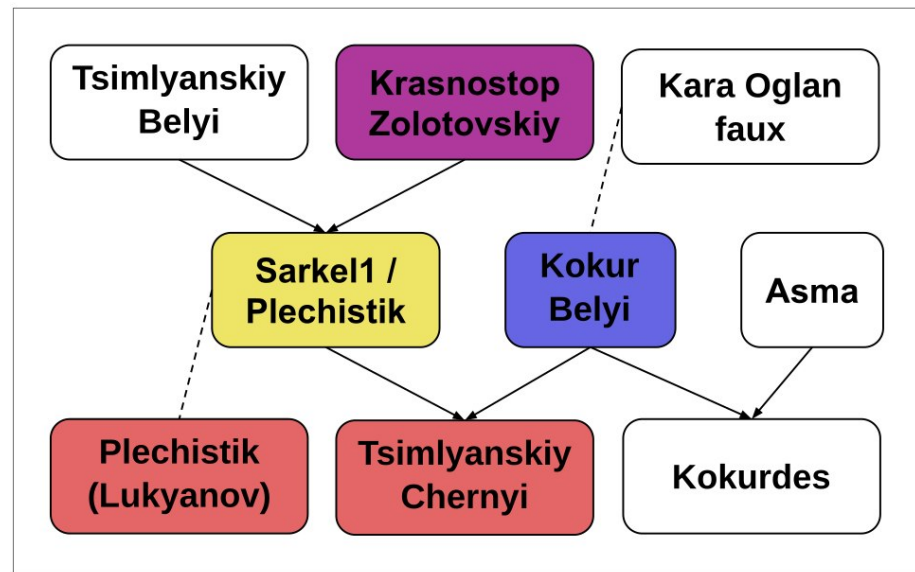 Tsimlyanskiy
Belyi
Krasnostop
Zolotovskiy
Kara Oglan
faux
Sarkel1 /
Plechistik
Kokur
Belyi
Asma
Plechistik
(Lukyanov)
Tsimlyanskiy
Chernyi
Kokurdes